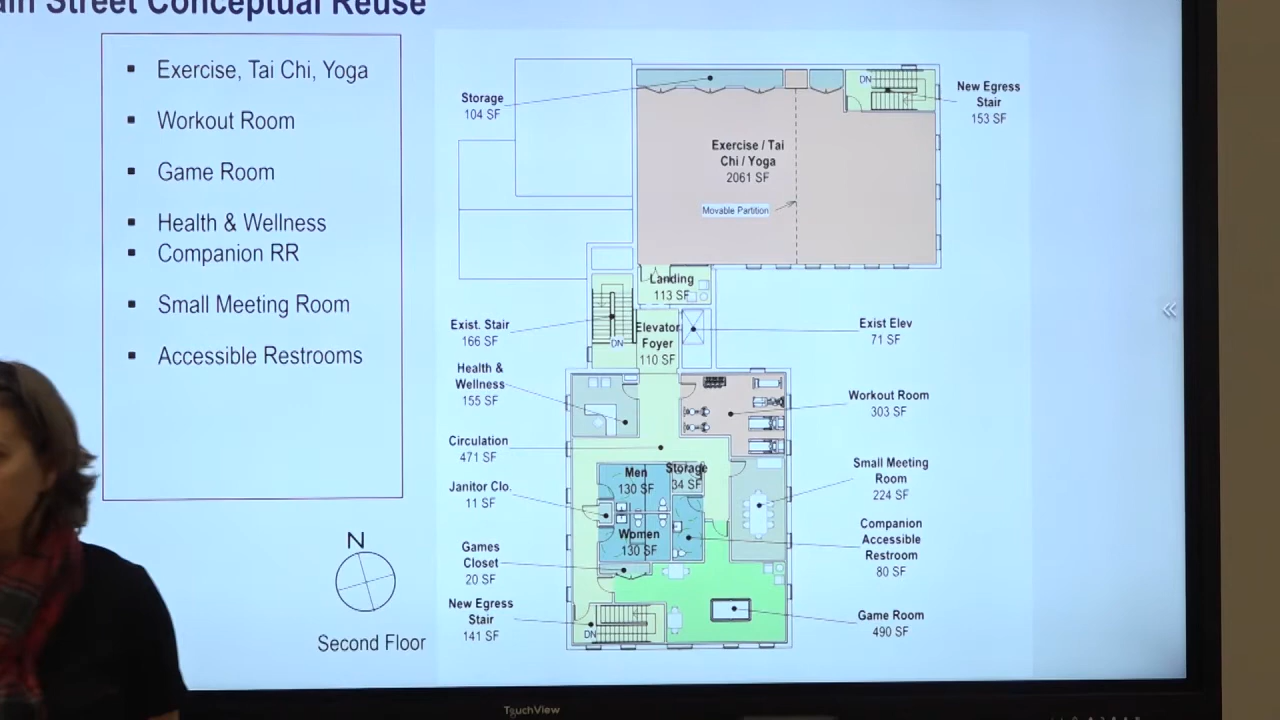 Street Conceptual Reuse
▪ Exercise, Tai Chi, Yoga
▪ Workout Room
▪ Game Room
▪ Health & Wellness
▪ Companion RR
▪ Small Meeting Room
▪ Accessible Restrooms
N
Second Floor
Storage
104 SF
DN
New Egress
Stair
153 SF
Exercise / Tai
Chi / Yoga
2061 SF
Movable Partition
Landing
113 SF
Exist. Stair
166 SF
DN
Elevator
Foyer
110 SF
Exist Elev
71 SF
Health &
Wellness
155 SF
Workout Room
303 SF
Circulation
471 SF
Men
130 SF
Storage
34 SF
Small Meeting
Room
224 SF
Janitor Clo.
11 SF
Women
130 SF
Companion
Accessible
Restroom
80 SF
Games
Closet
20 SF
New Egress
Stair
141 SF
DN
Game Room
490 SF
TouchView